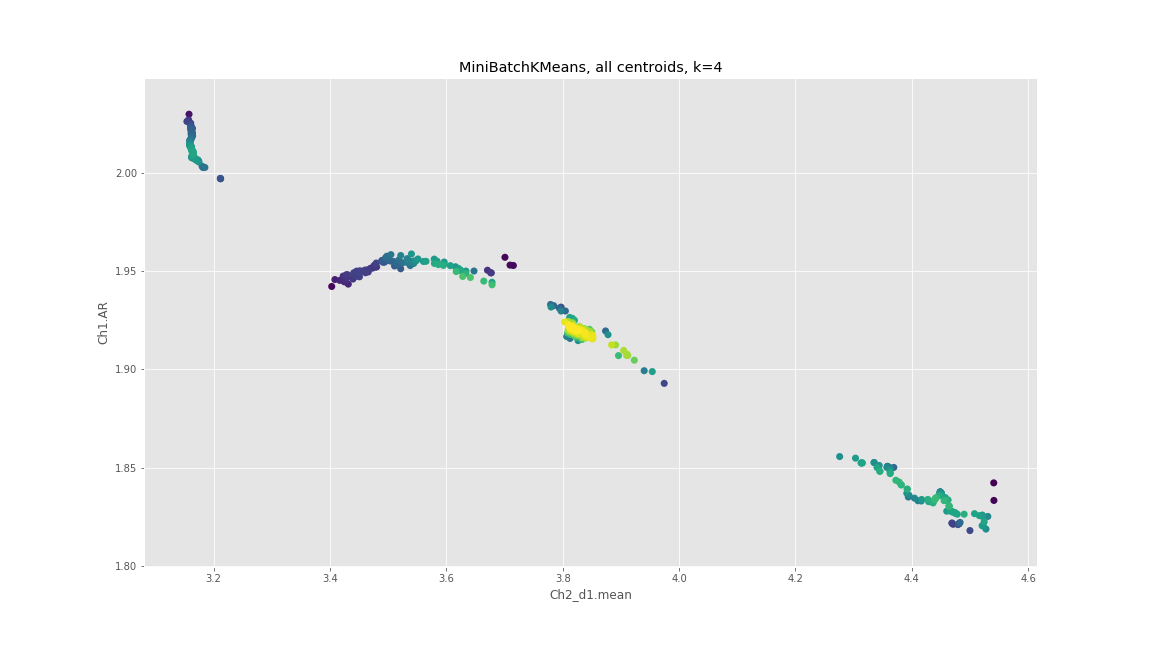 MiniBatchKMeans, all centroids, k=4
Ch1.AR
2.00
1.95
1.90
1.85
1.80
3.2 3.4 3.6 3.8 4.0 4.2 4.4 4.6
Ch2_d1.mean